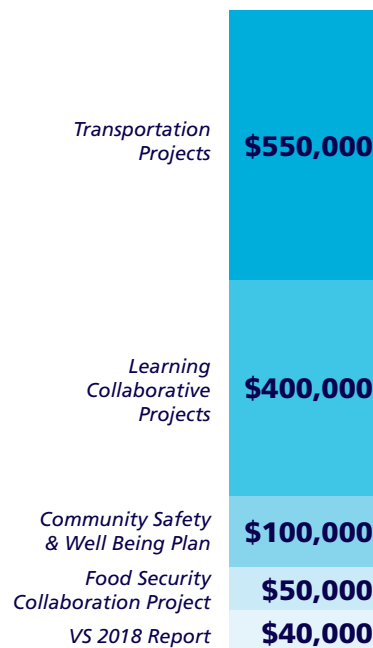 Transportation
Projects
$550,000
Learning
Collaborative
Projects
$400,000
Community Safety
& Well Being Plan
$100,000
Food Security
Collaboration Project
$50,000
VS 2018 Report
$40,000